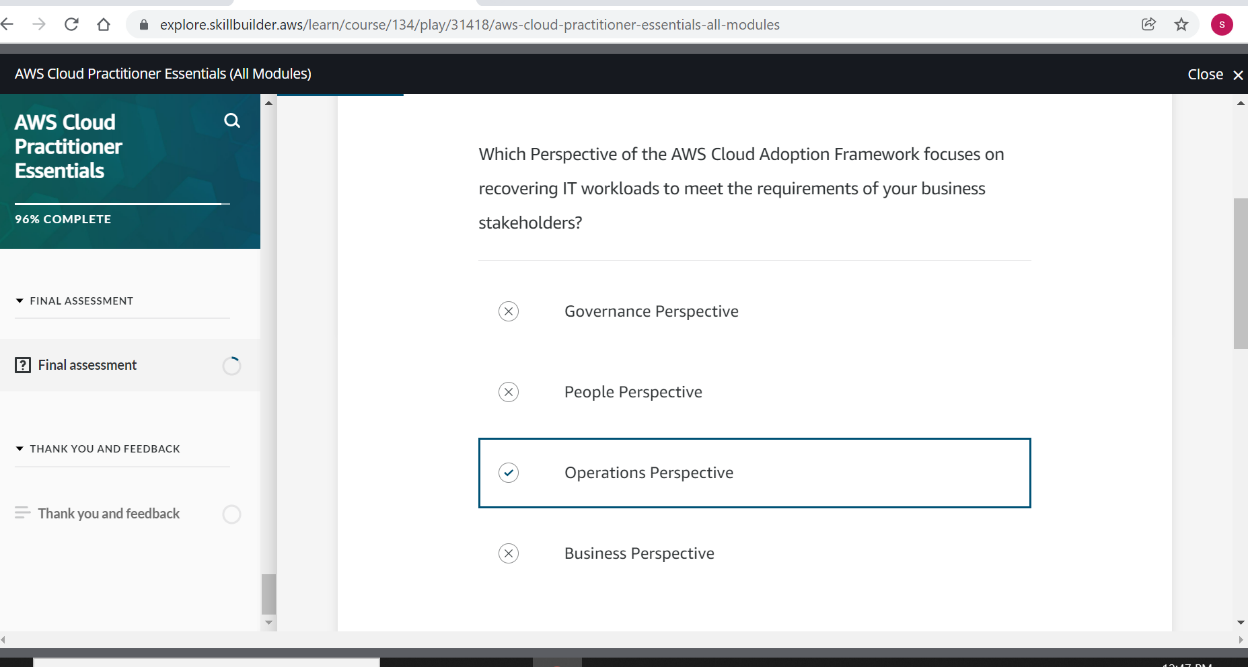 explore.skillbuilder.aws/learn/course/134/play/31418/aws-cloud-practitioner-essentials-all-modules
S
AWS Cloud Practitioner Essentials (All Modules)
Close
AWS Cloud
Practitioner
Essentials
96% COMPLETE
FINAL ASSESSMENT
Final assessment
THANK YOU AND FEEDBACK
Thank you and feedback
Which Perspective of the AWS Cloud Adoption Framework focuses on
recovering IT workloads to meet the requirements of your business
stakeholders?
Governance Perspective
People Perspective
Operations Perspective
Business Perspective